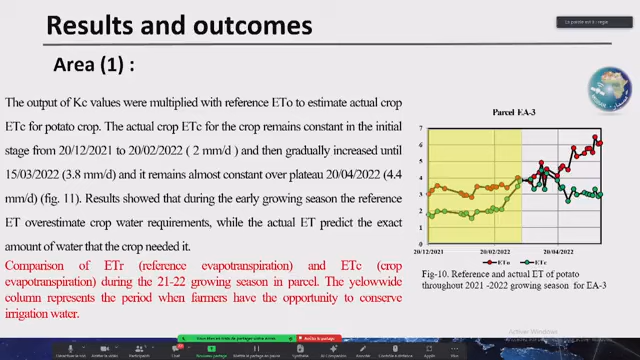 Results and outcomes
Area (1) :
The output of Kc values were multiplied with reference ETo to estimate actual crop
ETc for potato crop. The actual crop ETc for the crop remains constant in the initial
stage from 20/12/2021 to 20/02/2022 ( 2 mm/d ) and then gradually increased until
15/03/2022 (3.8 mm/d) and it remains almost constant over plateau 20/04/2022 (4.4
mm/d) (fig. 11). Results showed that during the early growing season the reference
ET overestimate crop water requirements, while the actual ET predict the exact
amount of water that the crop needed it.
Comparison of ETr (reference evapotranspiration) and ETc (crop
evapotranspiration) during the 21-22 growing season in parcel. The yelowwide
column represents the period when farmers have the opportunity to conserve
irrigation water.
Parcel EA-3
7
6
5
4
3
2
1
0
20/12/2021 20/02/2022 20/04/2022
ETo ETc
Fig-10. Reference and actual ET of potato
throughout 2021 -2022 growing season for EA-3
Activer Windows